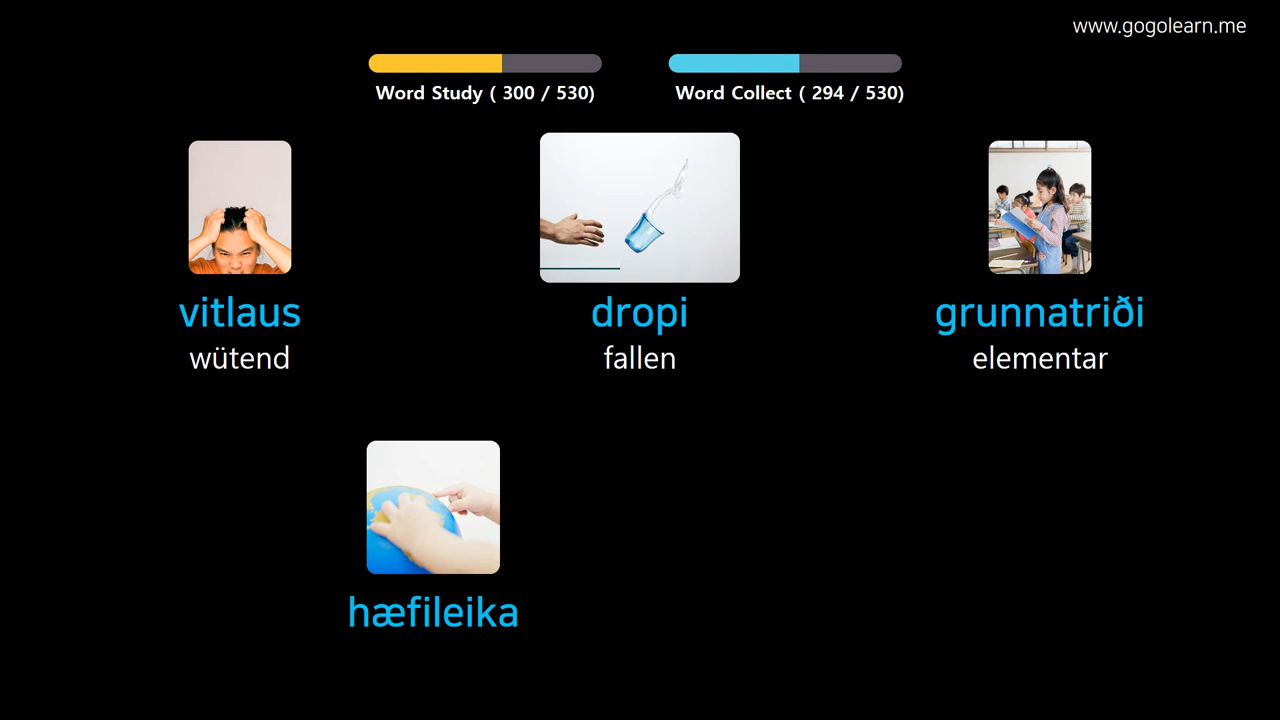 www.gogolearn.me
Word Study ( 300 / 530)
Word Collect ( 294 / 530)
vitlaus
wütend
dropi
fallen
grunnatriði
elementar
hæfileika